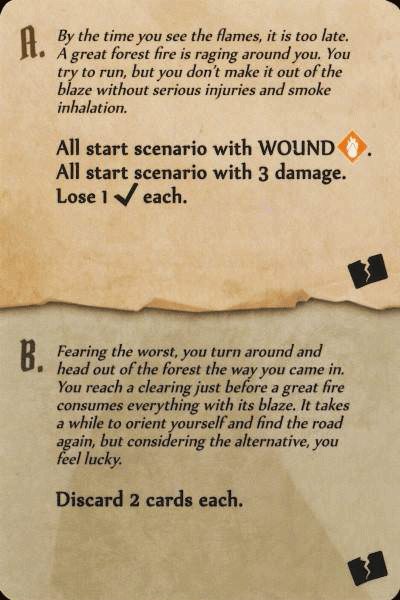 A. By the time you see the flames, it is too late.
A great forest fire is raging around you. You
try to run, but you don't make it out of the
blaze without serious injuries and smoke
inhalation.
All start scenario with WOUND.
All start scenario with 3 damage.
Lose 1 ✓ each.
B. Fearing the worst, you turn around and
head out of the forest the way you came in.
You reach a clearing just before a great fire
consumes everything with its blaze. It takes
a while to orient yourself and find the road
again, but considering the alternative, you
feel lucky.
Discard 2 cards each.